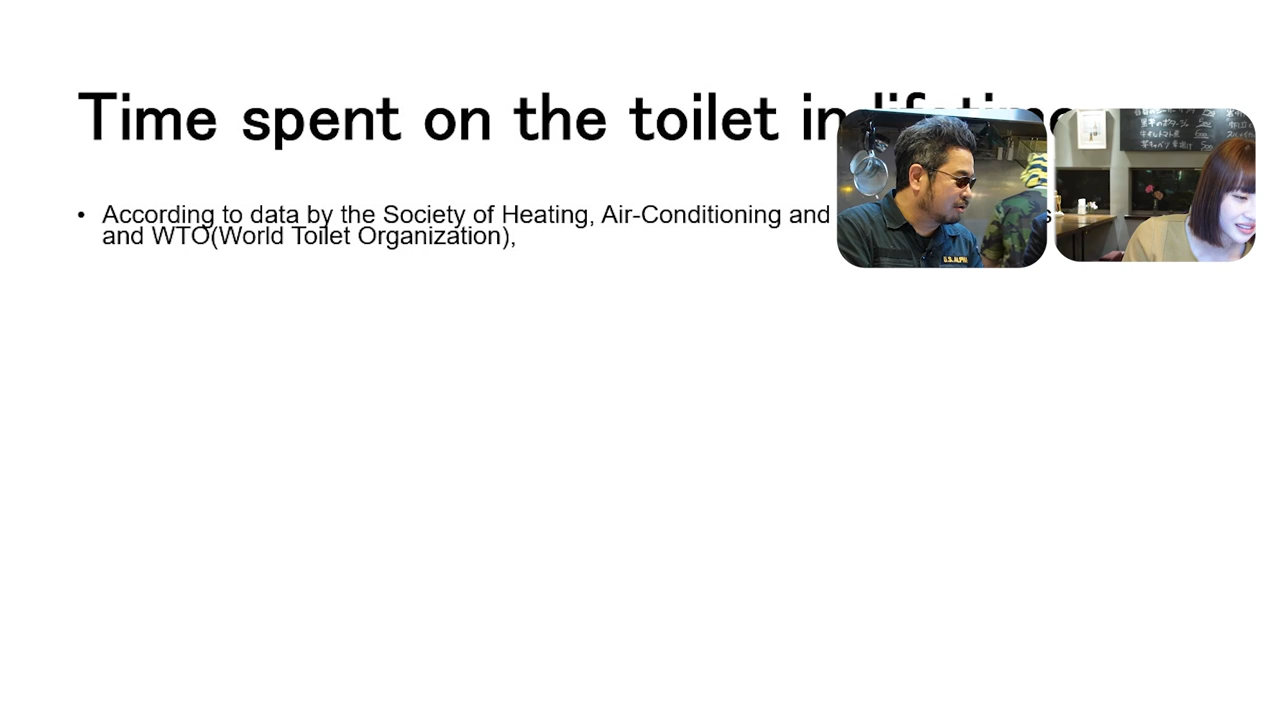 Time spent on the toilet in lifetime
• According to data by the Society of Heating, Air-Conditioning and
and WTO(World Toilet Organization),
U.S. ALPHA